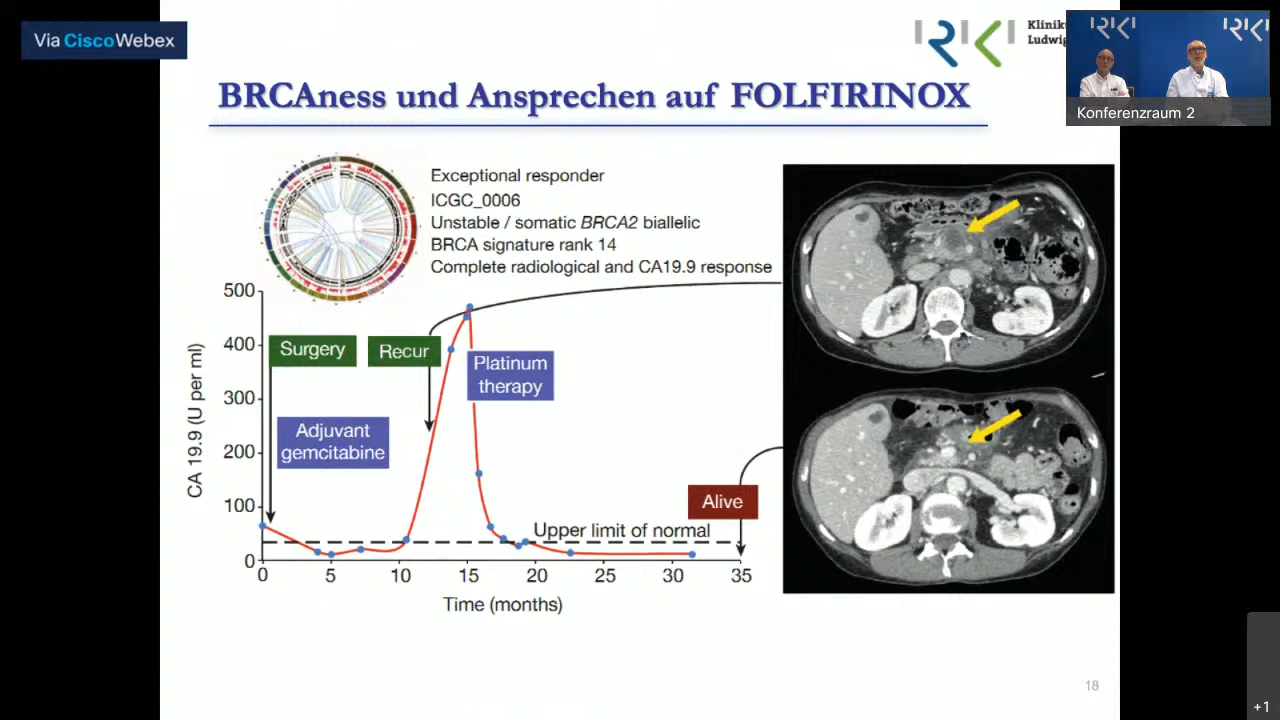 Via Cisco Webex
Klinik
Ludwig
Konferenzraum 2
BRCAness und Ansprechen auf FOLFIRINOX
Exceptional responder
ICGC_0006
Unstable / somatic BRCA2 biallelic
BRCA signature rank 14
Complete radiological and CA19.9 response
500
400
300
200
100
0
CA 19.9 (U per ml)
Surgery
Recur
Platinum
therapy
Adjuvant
gemcitabine
Alive
Upper limit of normal
0 5 10 15 20 25 30 35
Time (months)
18
+1